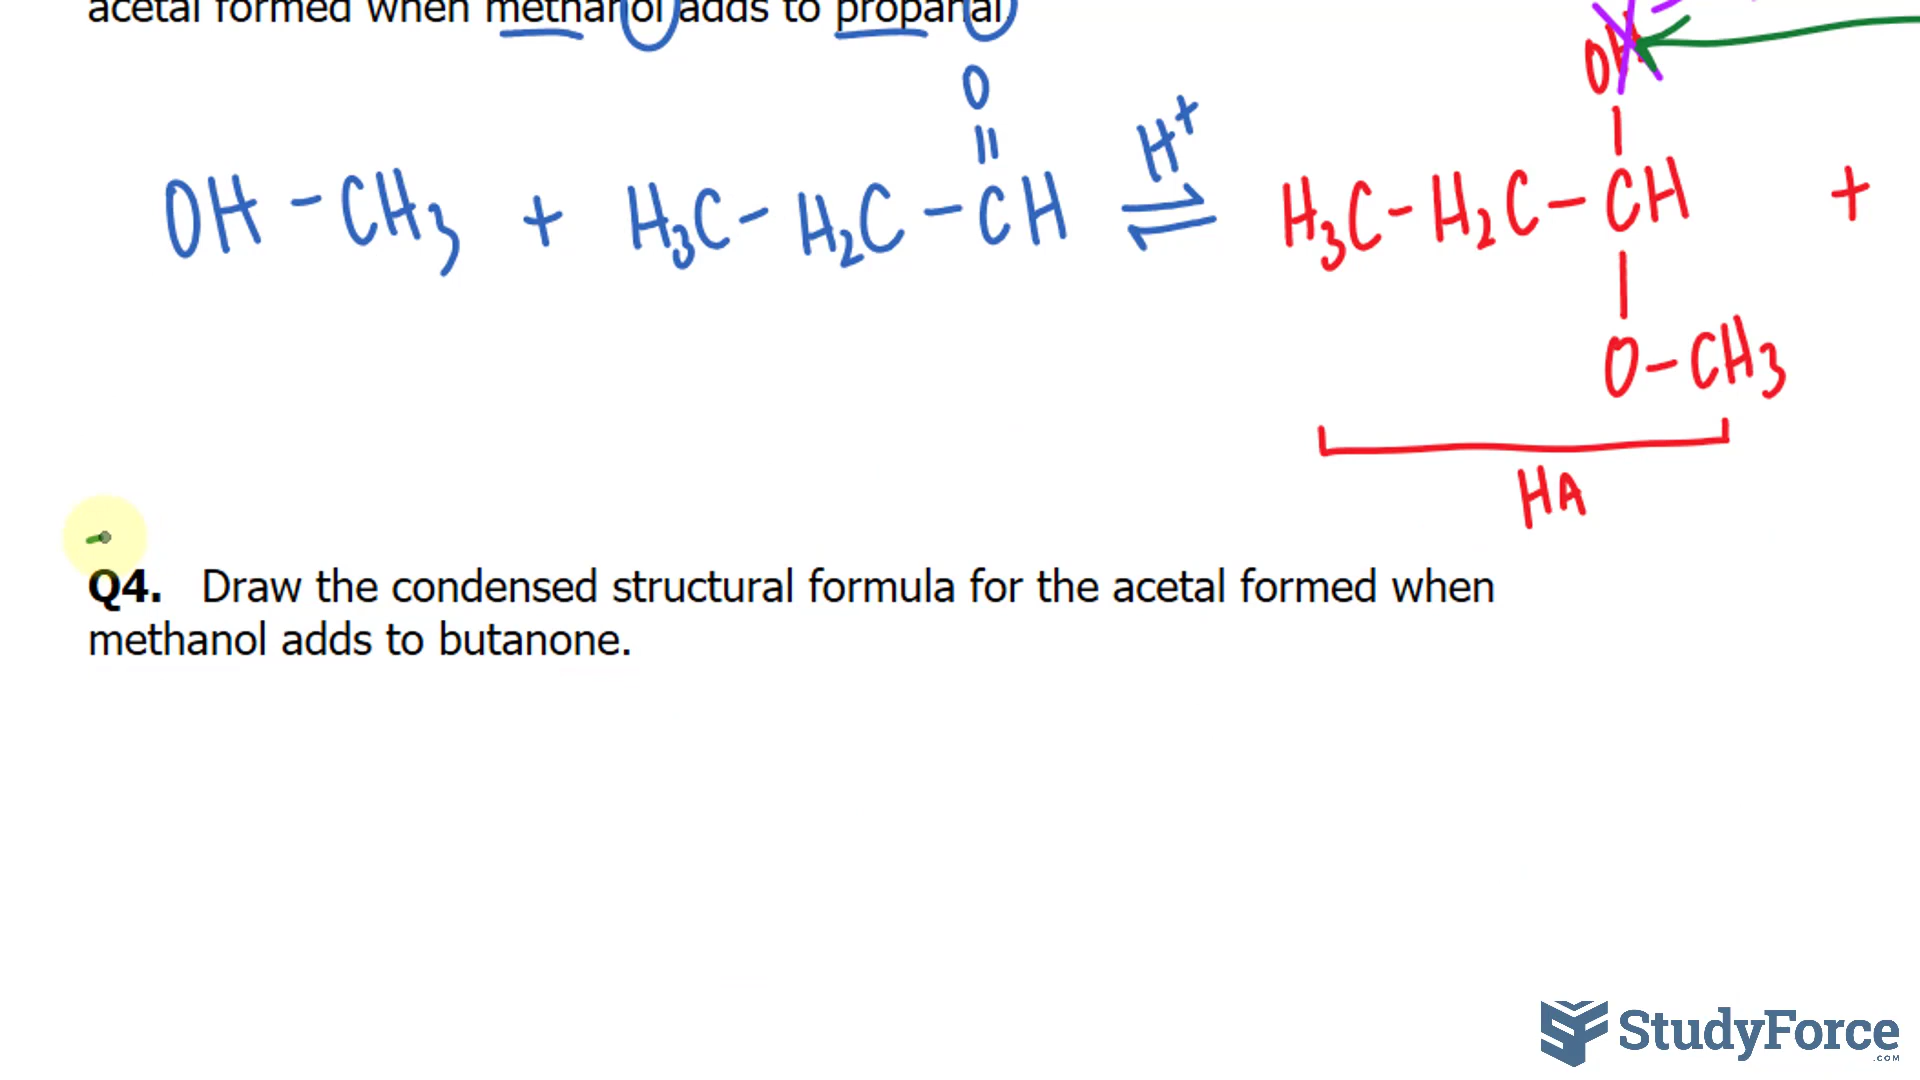 acetal formed when methanol adds to propanal
O
OH
||
H⁺
OH - CH₃ + H₃C - H₂C - CH ⇌ H₃C - H₂C - CH +
|
O - CH₃
HA
Q4. Draw the condensed structural formula for the acetal formed when
methanol adds to butanone.
StudyForce
.COM